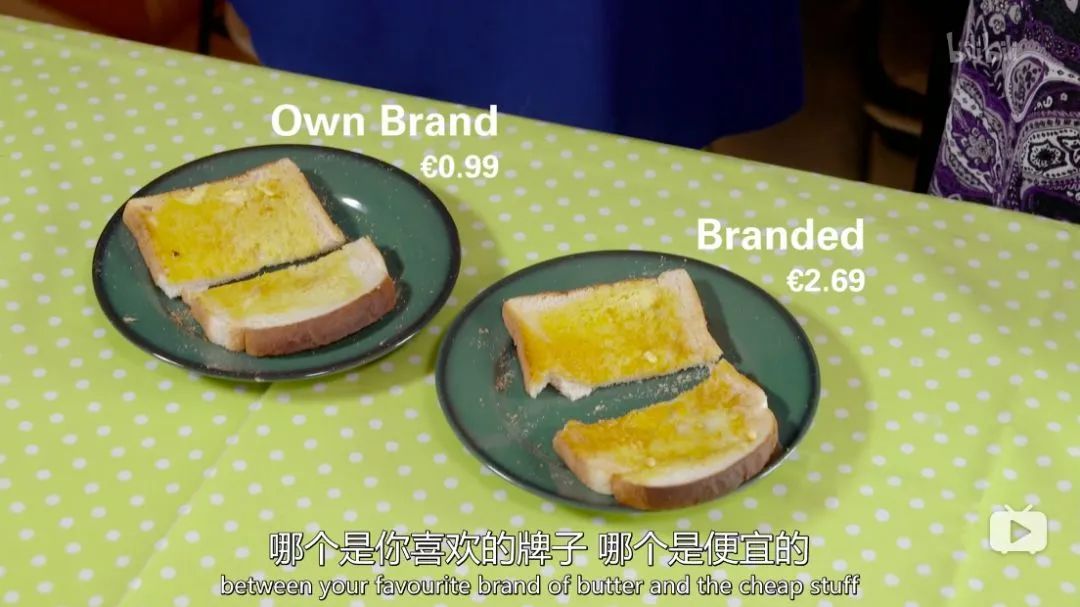 bilibili
Own Brand
€0.99
Branded
€2.69
哪个是你喜欢的牌子 哪个是便宜的
between your favourite brand of butter and the cheap stuff